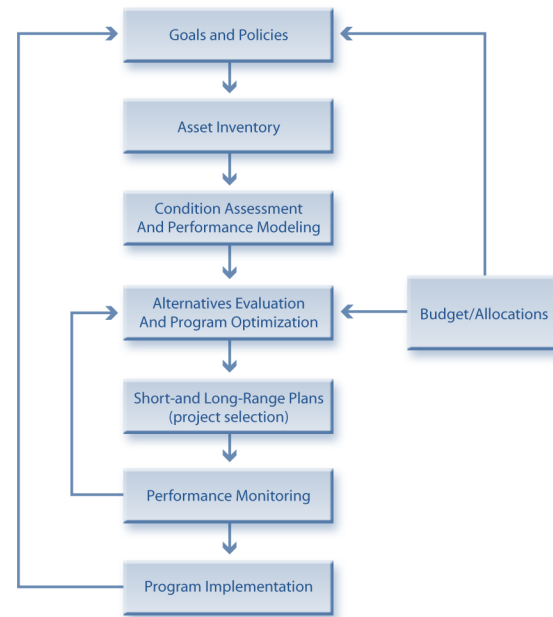 Goals and Policies
Asset Inventory
Condition Assessment
And Performance Modeling
Alternatives Evaluation
And Program Optimization
Budget/Allocations
Short-and Long-Range Plans
(project selection)
Performance Monitoring
Program Implementation